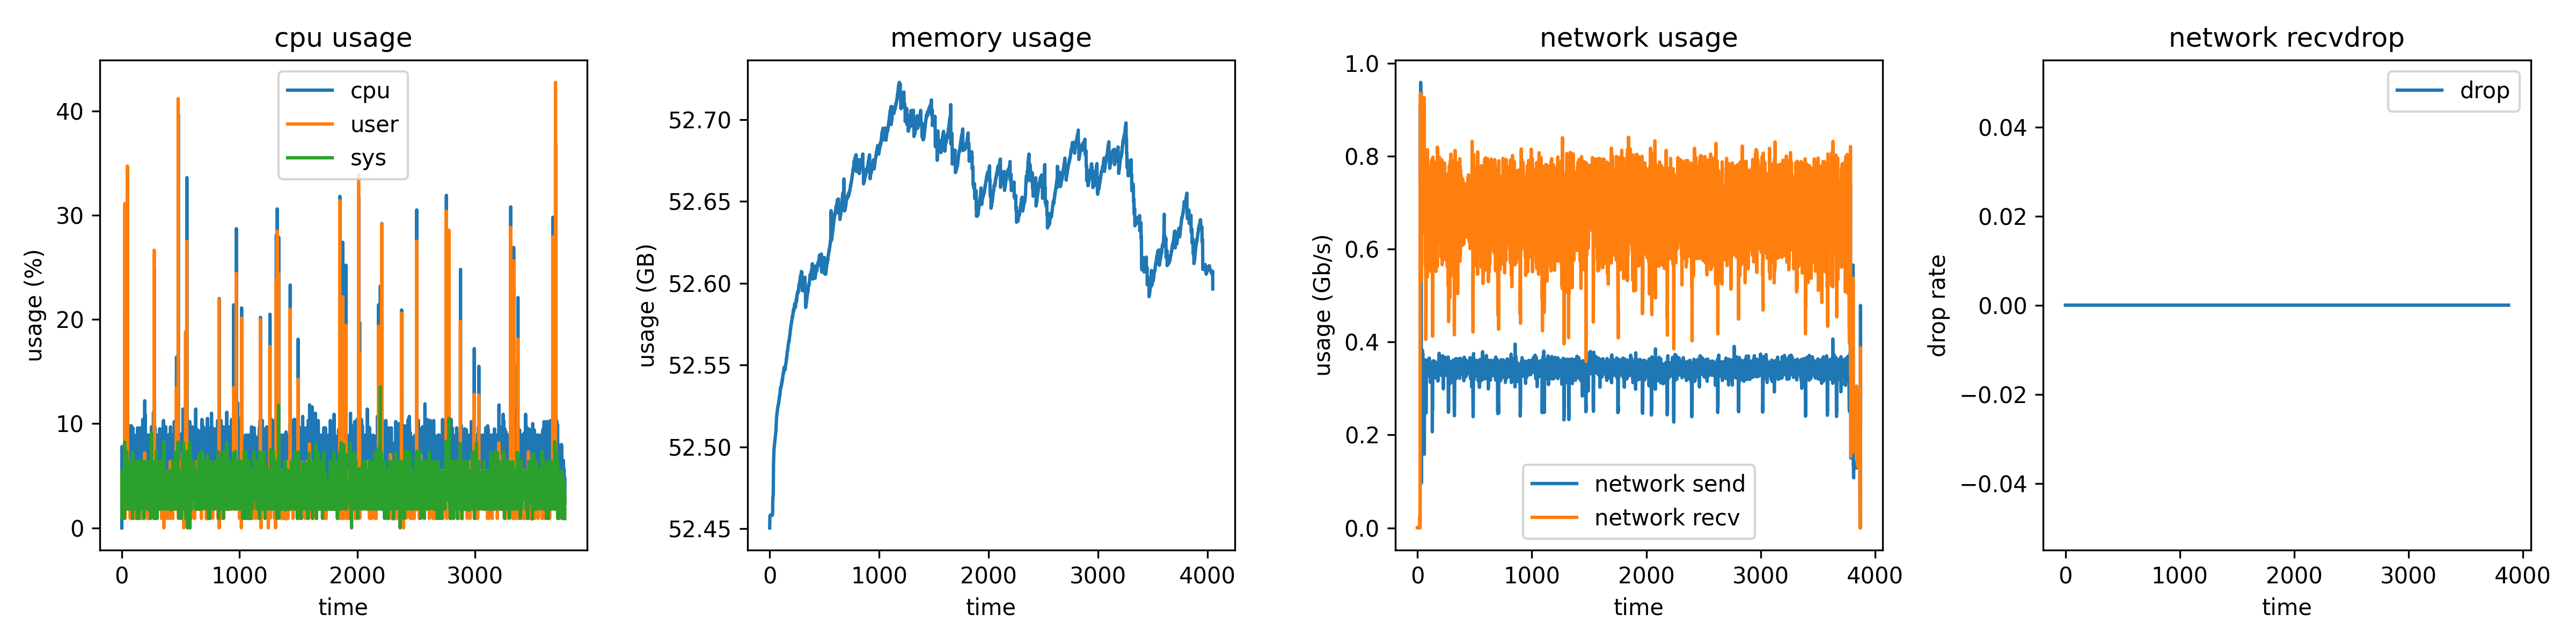 cpu usage
usage (%)
40
30
20
10
0
cpu
user
sys
0 1000 2000 3000
time
memory usage
usage (GB)
52.70
52.65
52.60
52.55
52.50
52.45
0 1000 2000 3000 4000
time
network usage
usage (Gb/s)
1.0
0.8
0.6
0.4
0.2
0.0
network send
network recv
0 1000 2000 3000 4000
time
network recvdrop
drop rate
0.04
0.02
0.00
−0.02
−0.04
drop
0 1000 2000 3000 4000
time